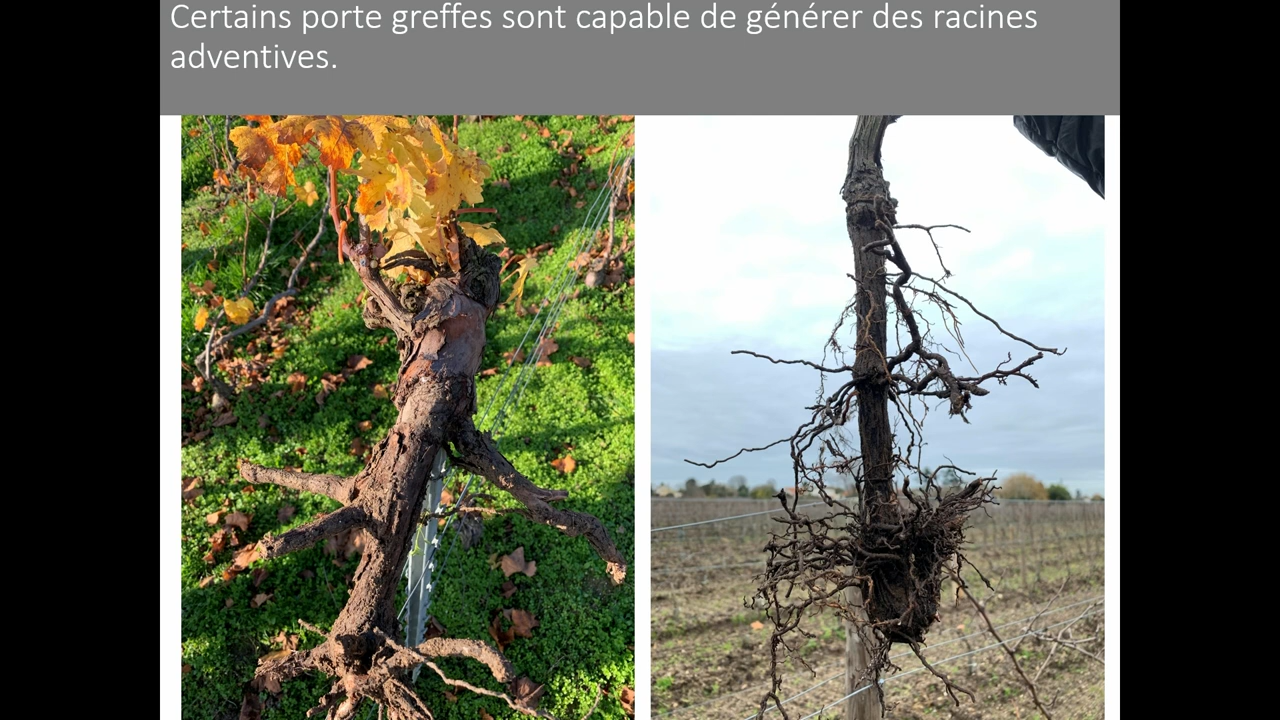 Certains porte greffes sont capable de générer des racines
adventives.